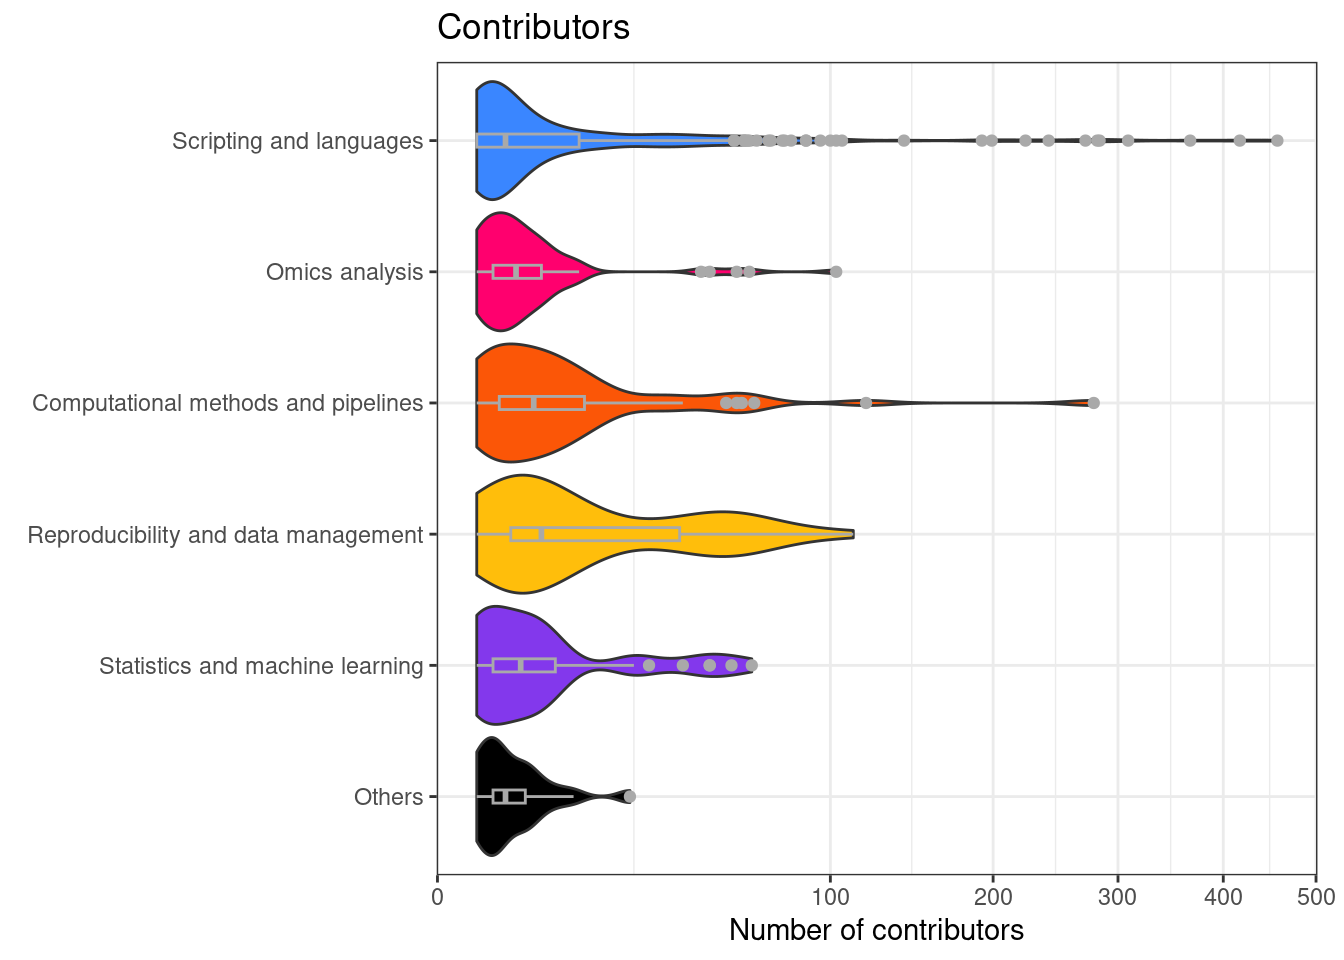 Contributors
Scripting and languages
Omics analysis
Computational methods and pipelines
Reproducibility and data management
Statistics and machine learning
Others
0 100 200 300 400 500
Number of contributors